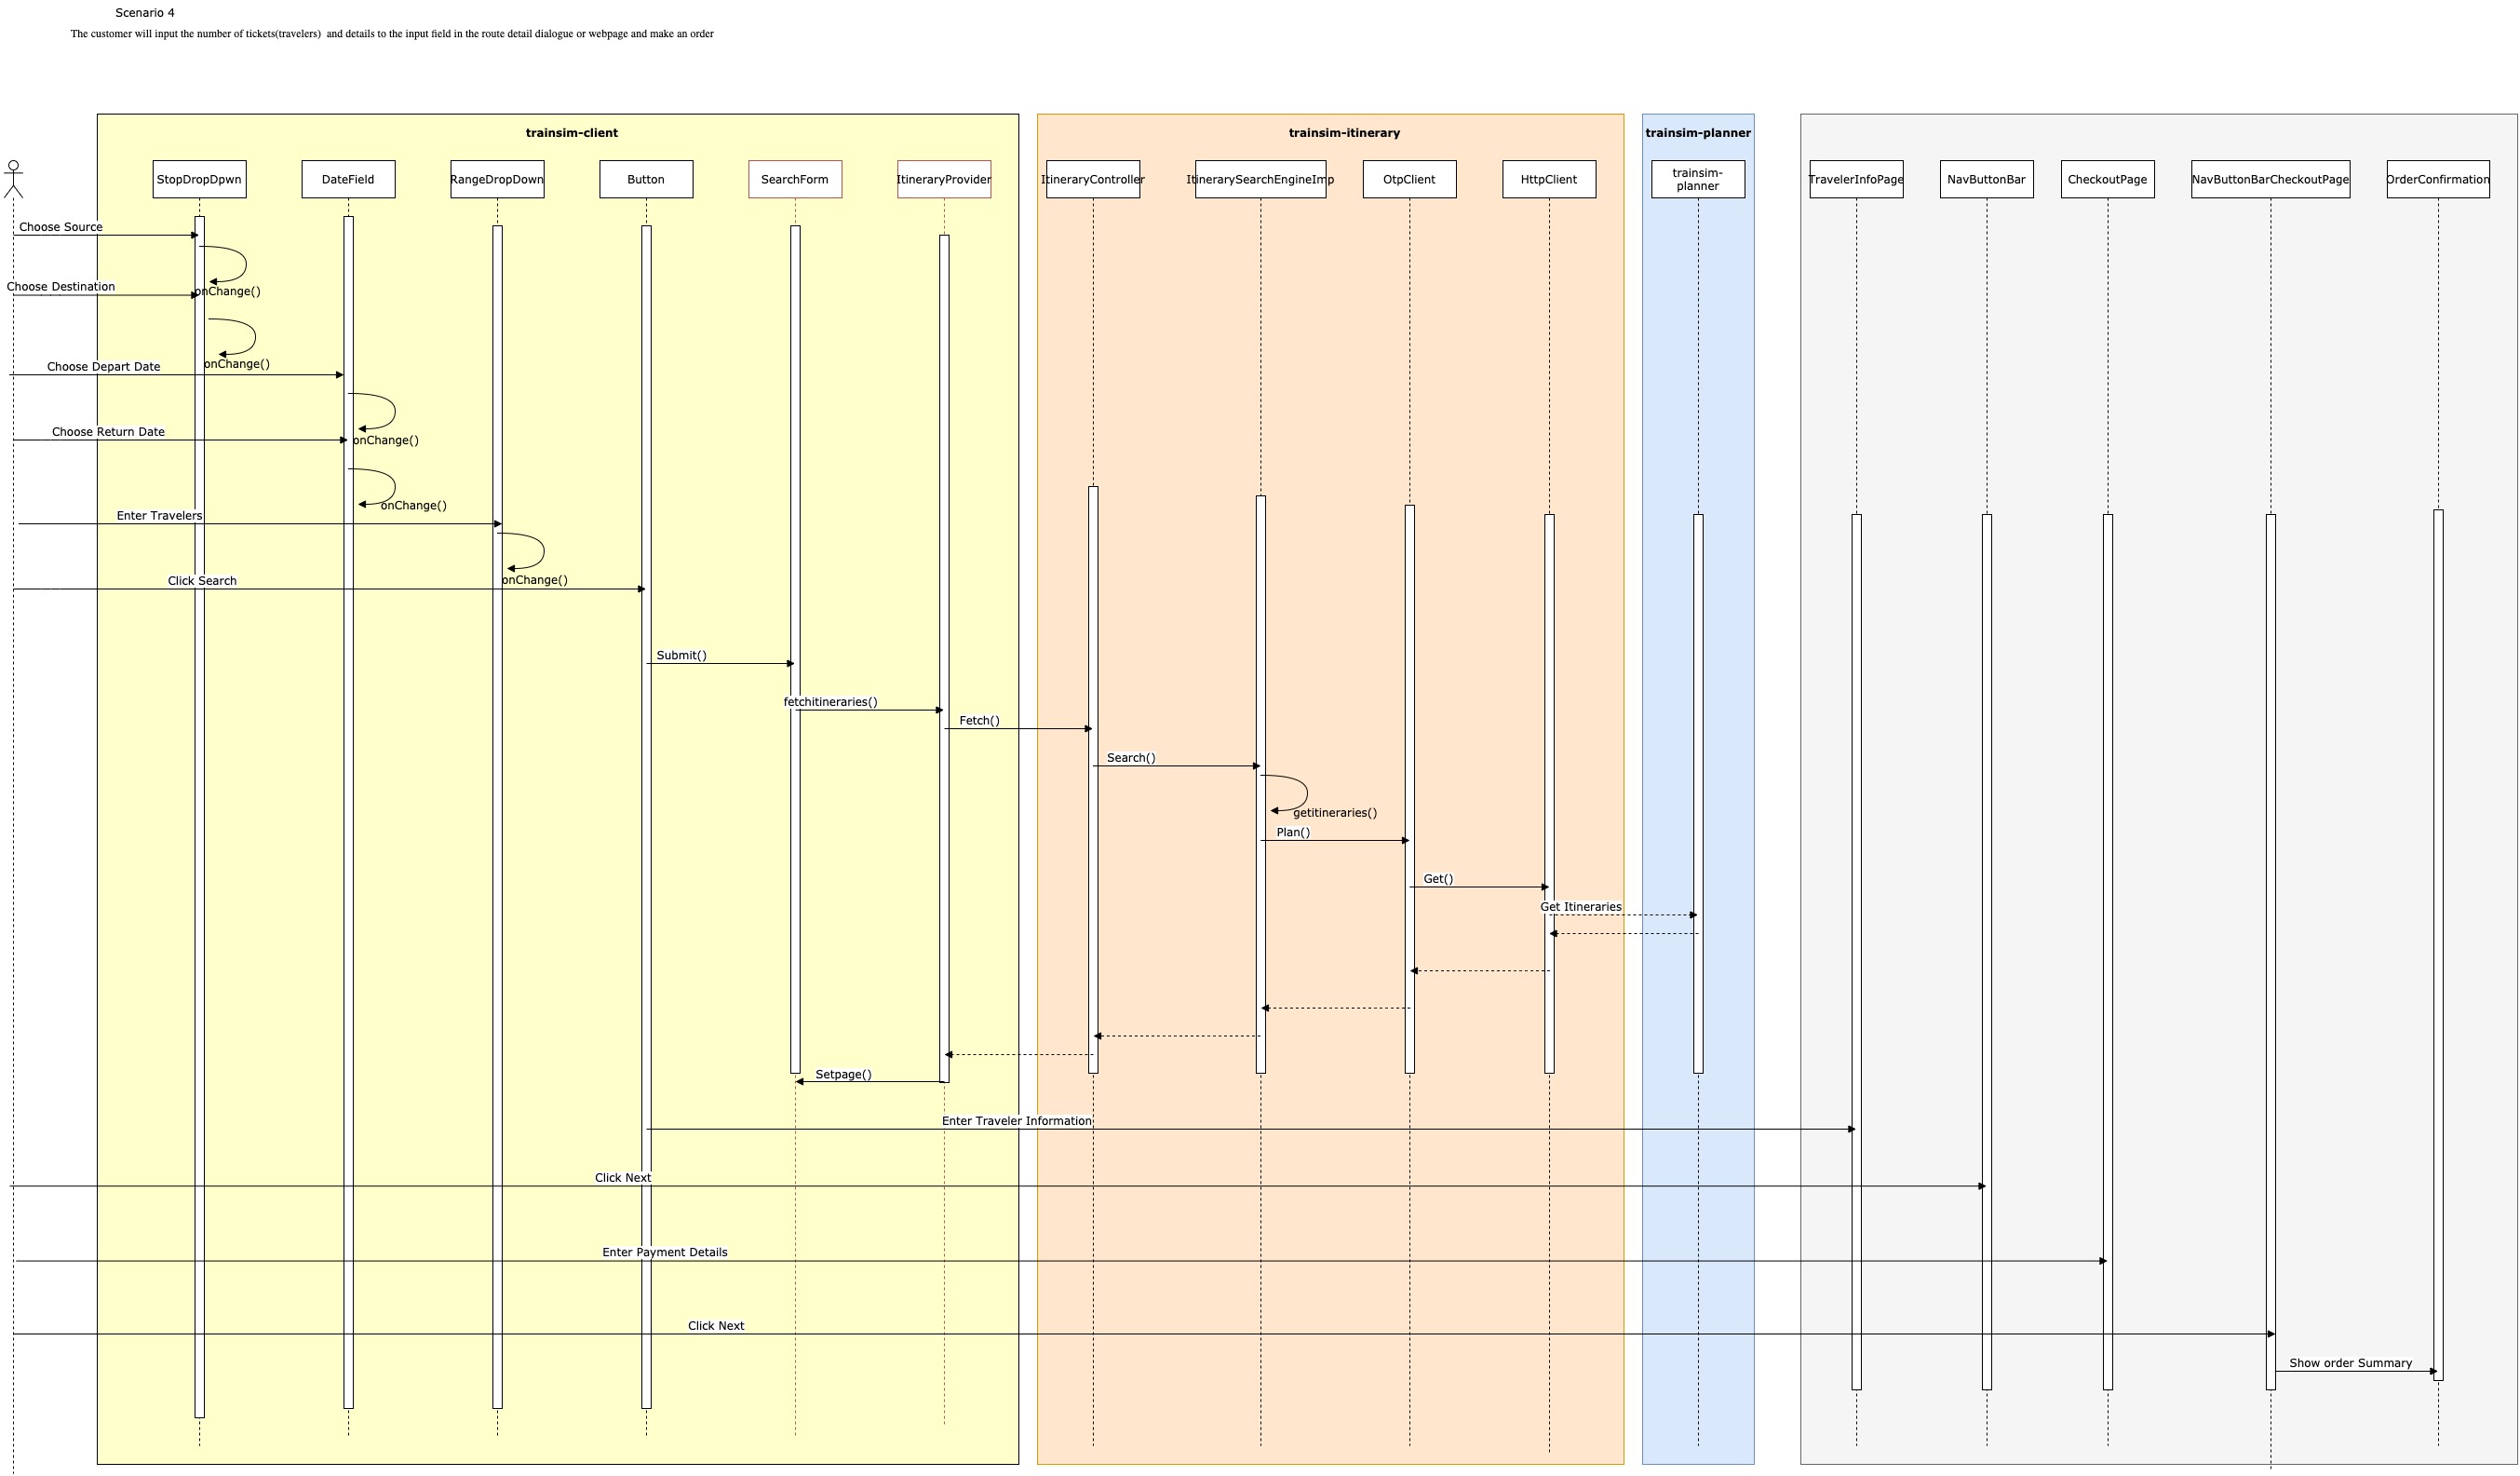 Scenario 4
The customer will input the number of tickets(travelers)  and details to the input field in the route detail dialogue or webpage and make an order
trainsim-client
trainsim-itinerary
trainsim-planner
StopDropDpwn
DateField
RangeDropDown
Button
SearchForm
ItineraryProvider
ItineraryController
ItinerarySearchEngineImp
OtpClient
HttpClient
trainsim-
planner
TravelerInfoPage
NavButtonBar
CheckoutPage
NavButtonBarCheckoutPage
OrderConfirmation
Choose Source
Choose Destination
onChange()
onChange()
Choose Depart Date
Choose Return Date
onChange()
onChange()
Enter Travelers
onChange()
Click Search
Submit()
fetchitineraries()
Fetch()
Search()
getitineraries()
Plan()
Get()
Get Itineraries
Setpage()
Enter Traveler Information
Click Next
Enter Payment Details
Click Next
Show order Summary